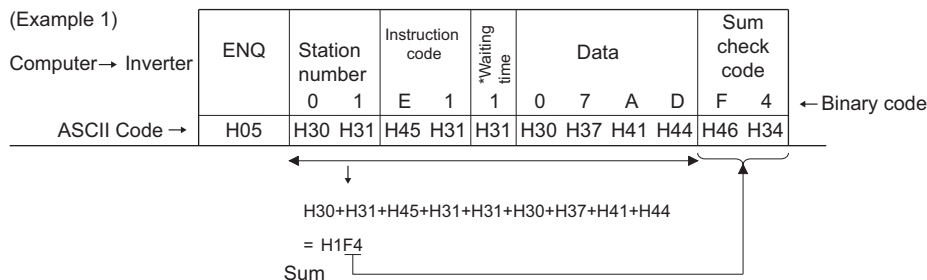 (Example 1)
Computer→ Inverter
ENQ
Station number
Instruction code
*Waiting time
Data
Sum check code
0 1 E 1 1 0 7 A D F 4
←Binary code
ASCII Code →
H05 H30 H31 H45 H31 H31 H30 H37 H41 H44 H46 H34
H30+H31+H45+H31+H31+H30+H37+H41+H44
= H1F4
Sum